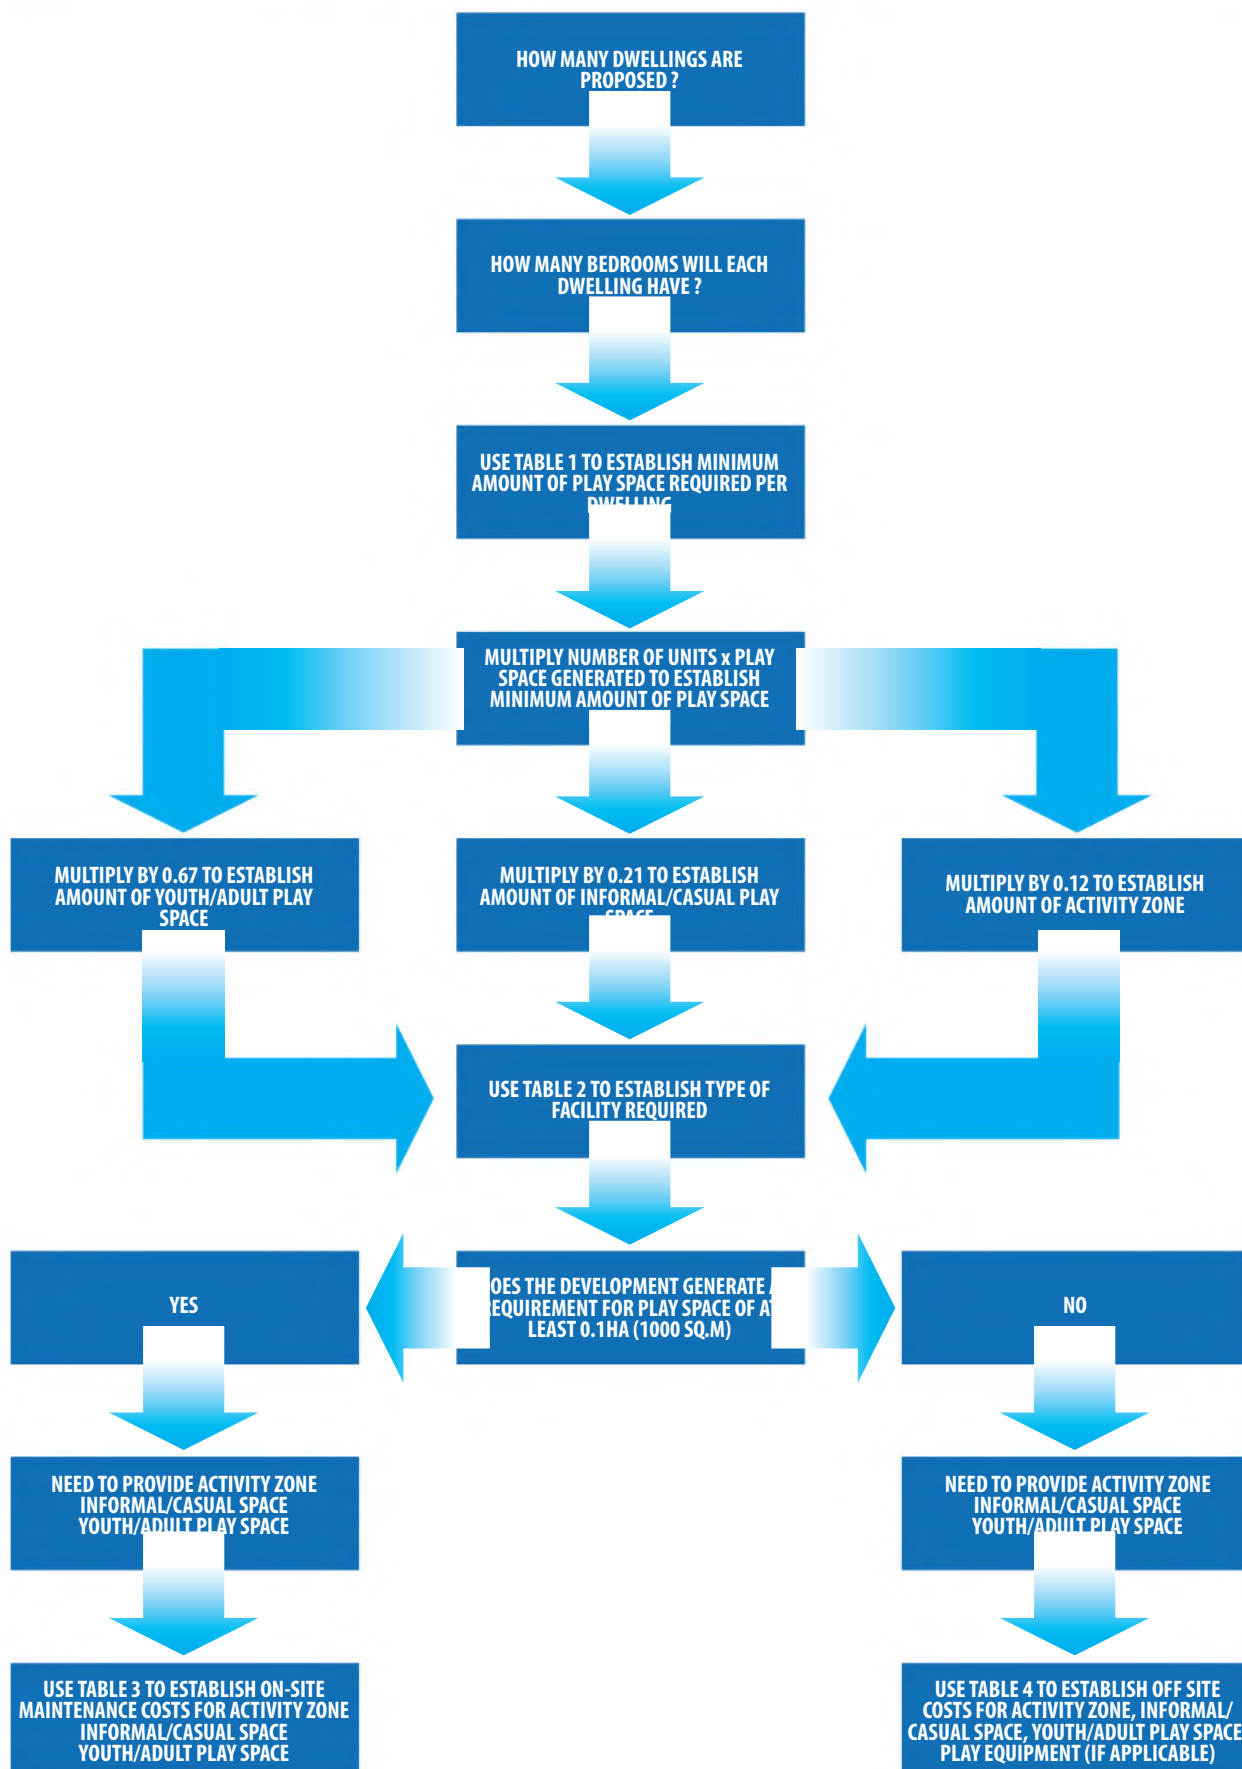 HOW MANY DWELLINGS ARE
PROPOSED ?
HOW MANY BEDROOMS WILL EACH
DWELLING HAVE ?
USE TABLE 1 TO ESTABLISH MINIMUM
AMOUNT OF PLAY SPACE REQUIRED PER
DWELLING
MULTIPLY NUMBER OF UNITS x PLAY
SPACE GENERATED TO ESTABLISH
MINIMUM AMOUNT OF PLAY SPACE
MULTIPLY BY 0.67 TO ESTABLISH
AMOUNT OF YOUTH/ADULT PLAY
SPACE
MULTIPLY BY 0.21 TO ESTABLISH
AMOUNT OF INFORMAL/CASUAL PLAY
SPACE
MULTIPLY BY 0.12 TO ESTABLISH
AMOUNT OF ACTIVITY ZONE
USE TABLE 2 TO ESTABLISH TYPE OF
FACILITY REQUIRED
OES THE DEVELOPMENT GENERATE
EQUIREMENT FOR PLAY SPACE OF AT
LEAST 0.1HA (1000 SQ.M)
YES
NO
NEED TO PROVIDE ACTIVITY ZONE
INFORMAL/CASUAL SPACE
YOUTH/ADULT PLAY SPACE
NEED TO PROVIDE ACTIVITY ZONE
INFORMAL/CASUAL SPACE
YOUTH/ADULT PLAY SPACE
USE TABLE 3 TO ESTABLISH ON-SITE
MAINTENANCE COSTS FOR ACTIVITY ZONE
INFORMAL/CASUAL SPACE
YOUTH/ADULT PLAY SPACE
USE TABLE 4 TO ESTABLISH OFF SITE
COSTS FOR ACTIVITY ZONE, INFORMAL/
CASUAL SPACE, YOUTH/ADULT PLAY SPACE
PLAY EQUIPMENT (IF APPLICABLE)